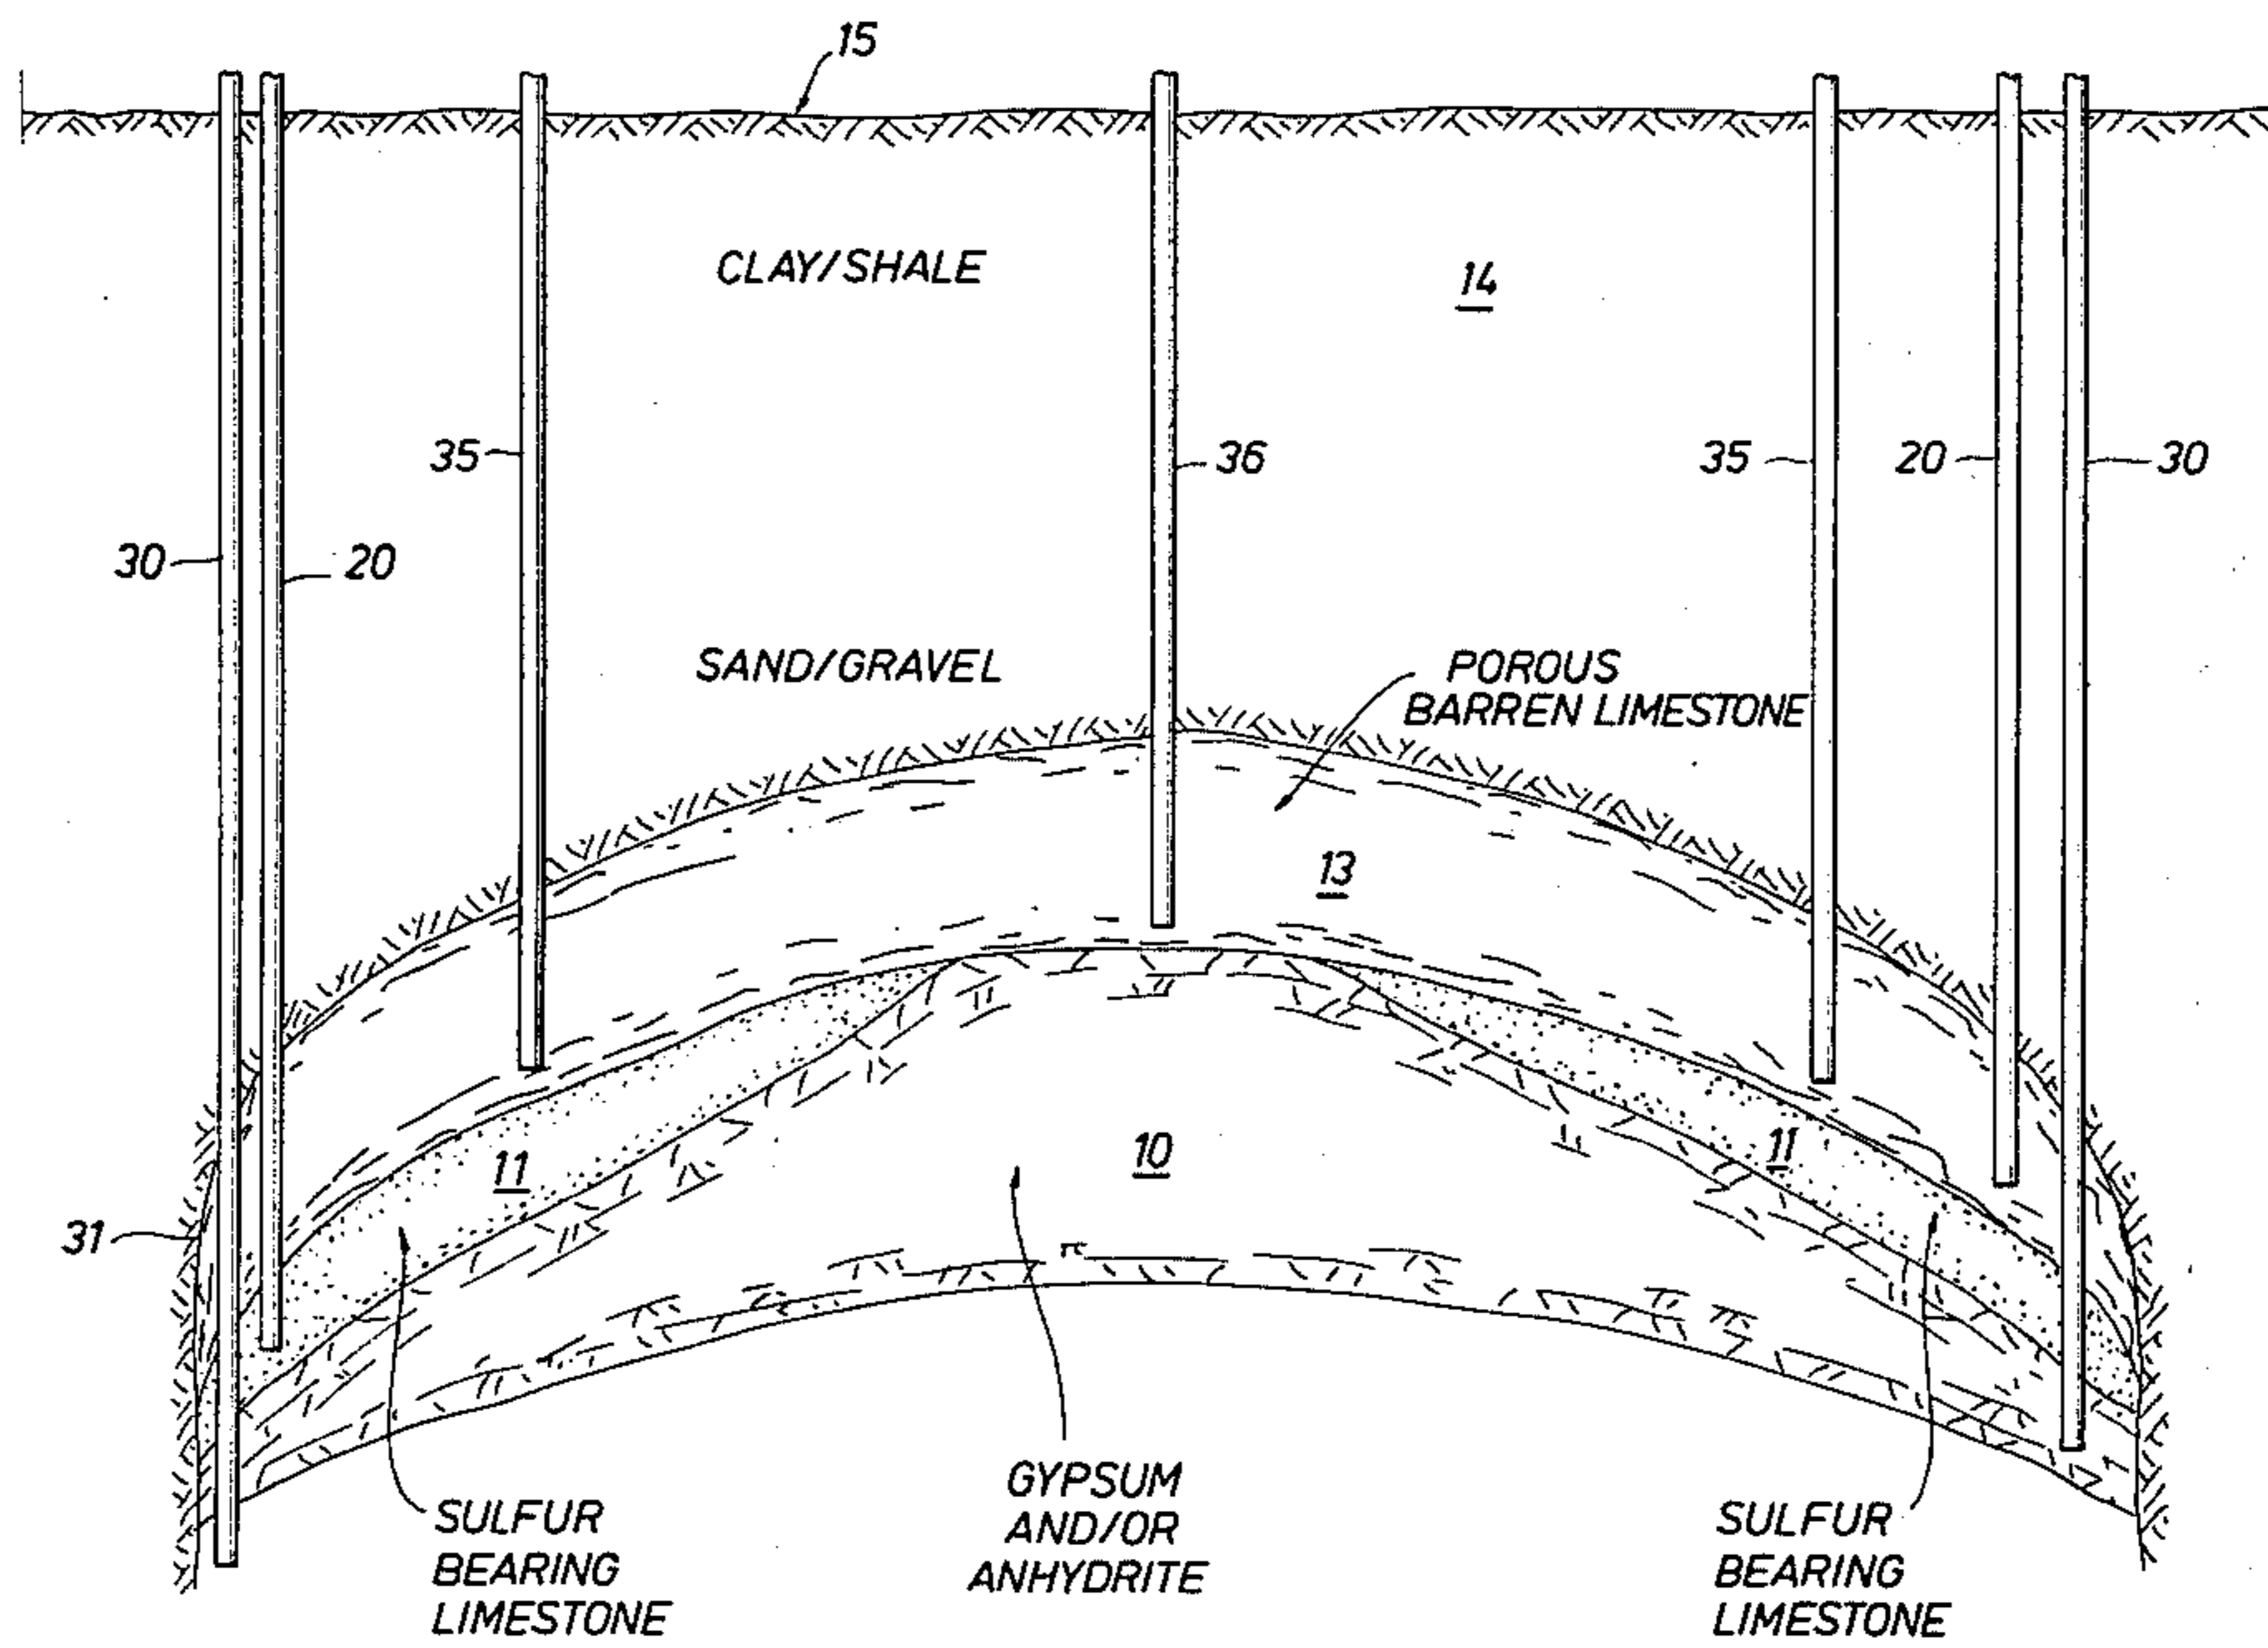 15
CLAY/SHALE
14
35
36
35
20
30
30
20
SAND/GRAVEL
POROUS
BARREN LIMESTONE
13
11
10
11
31
SULFUR
BEARING
LIMESTONE
GYPSUM
AND/OR
ANHYDRITE
SULFUR
BEARING
LIMESTONE